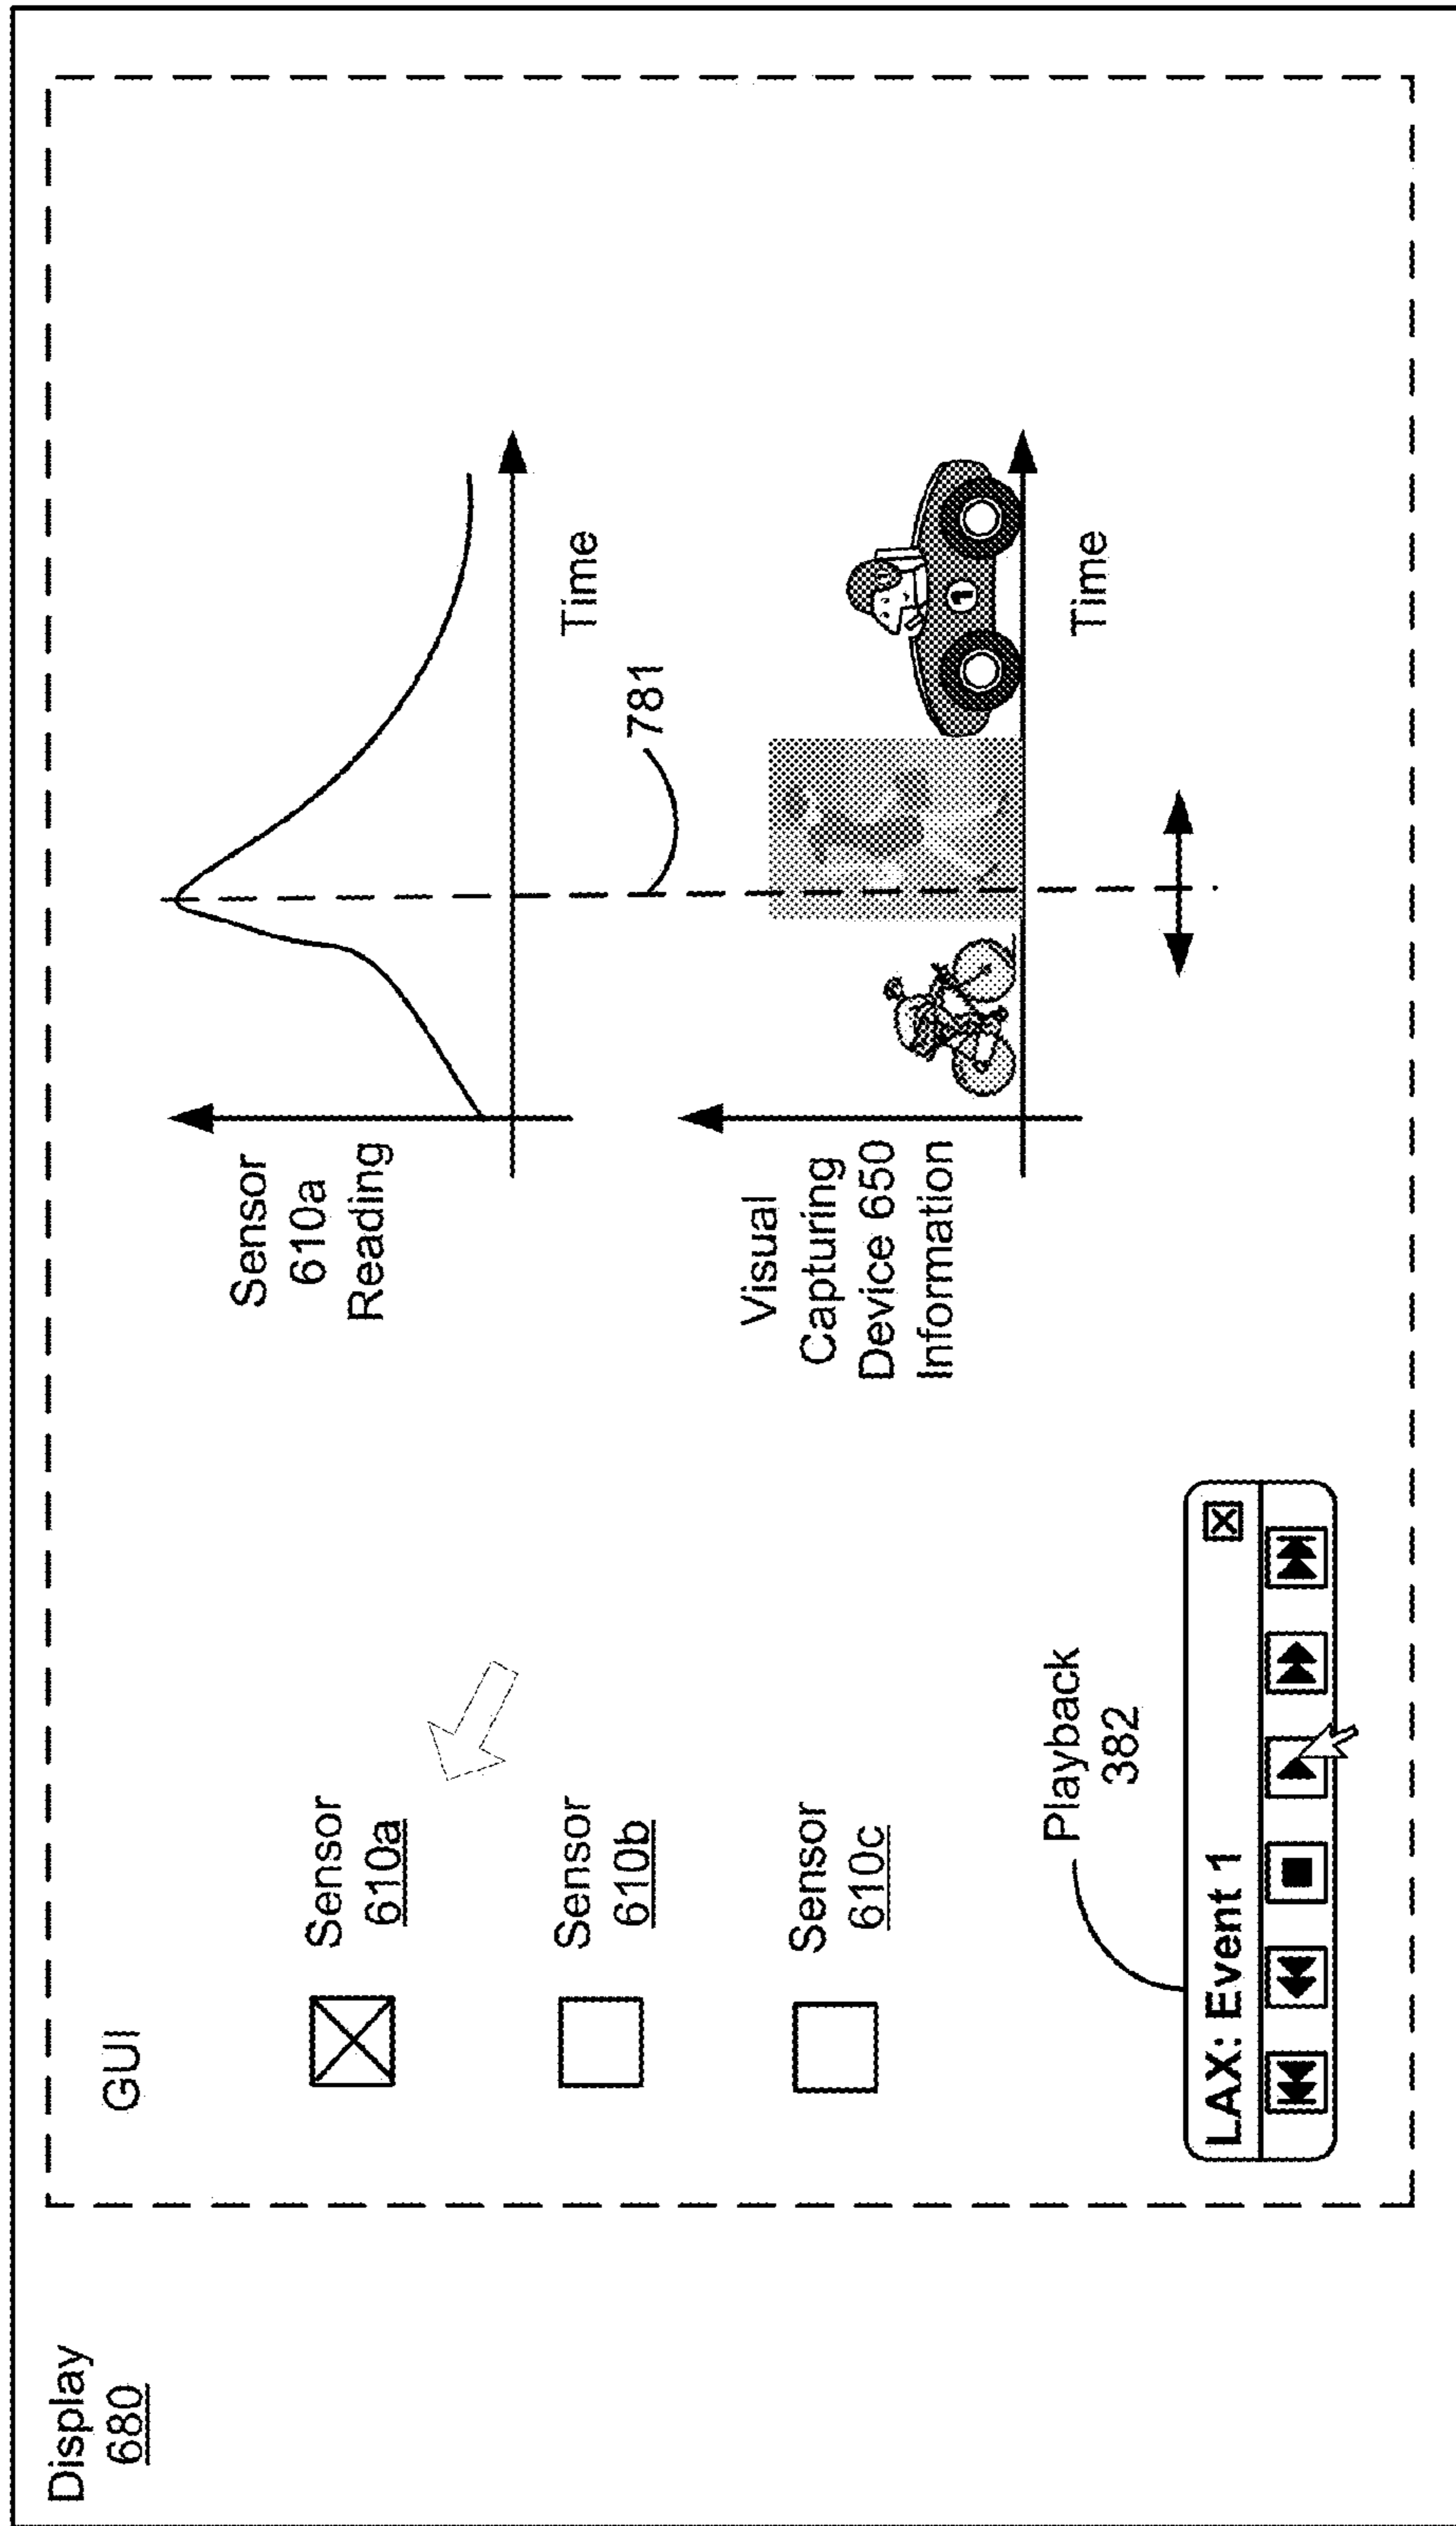 Display
680
GUI
Sensor
610a
Sensor
610b
Sensor
610c
Playback
382
LAX: Event 1
Sensor
610a
Reading
Time
781
Visual
Capturing
Device 650
Information
1
Time